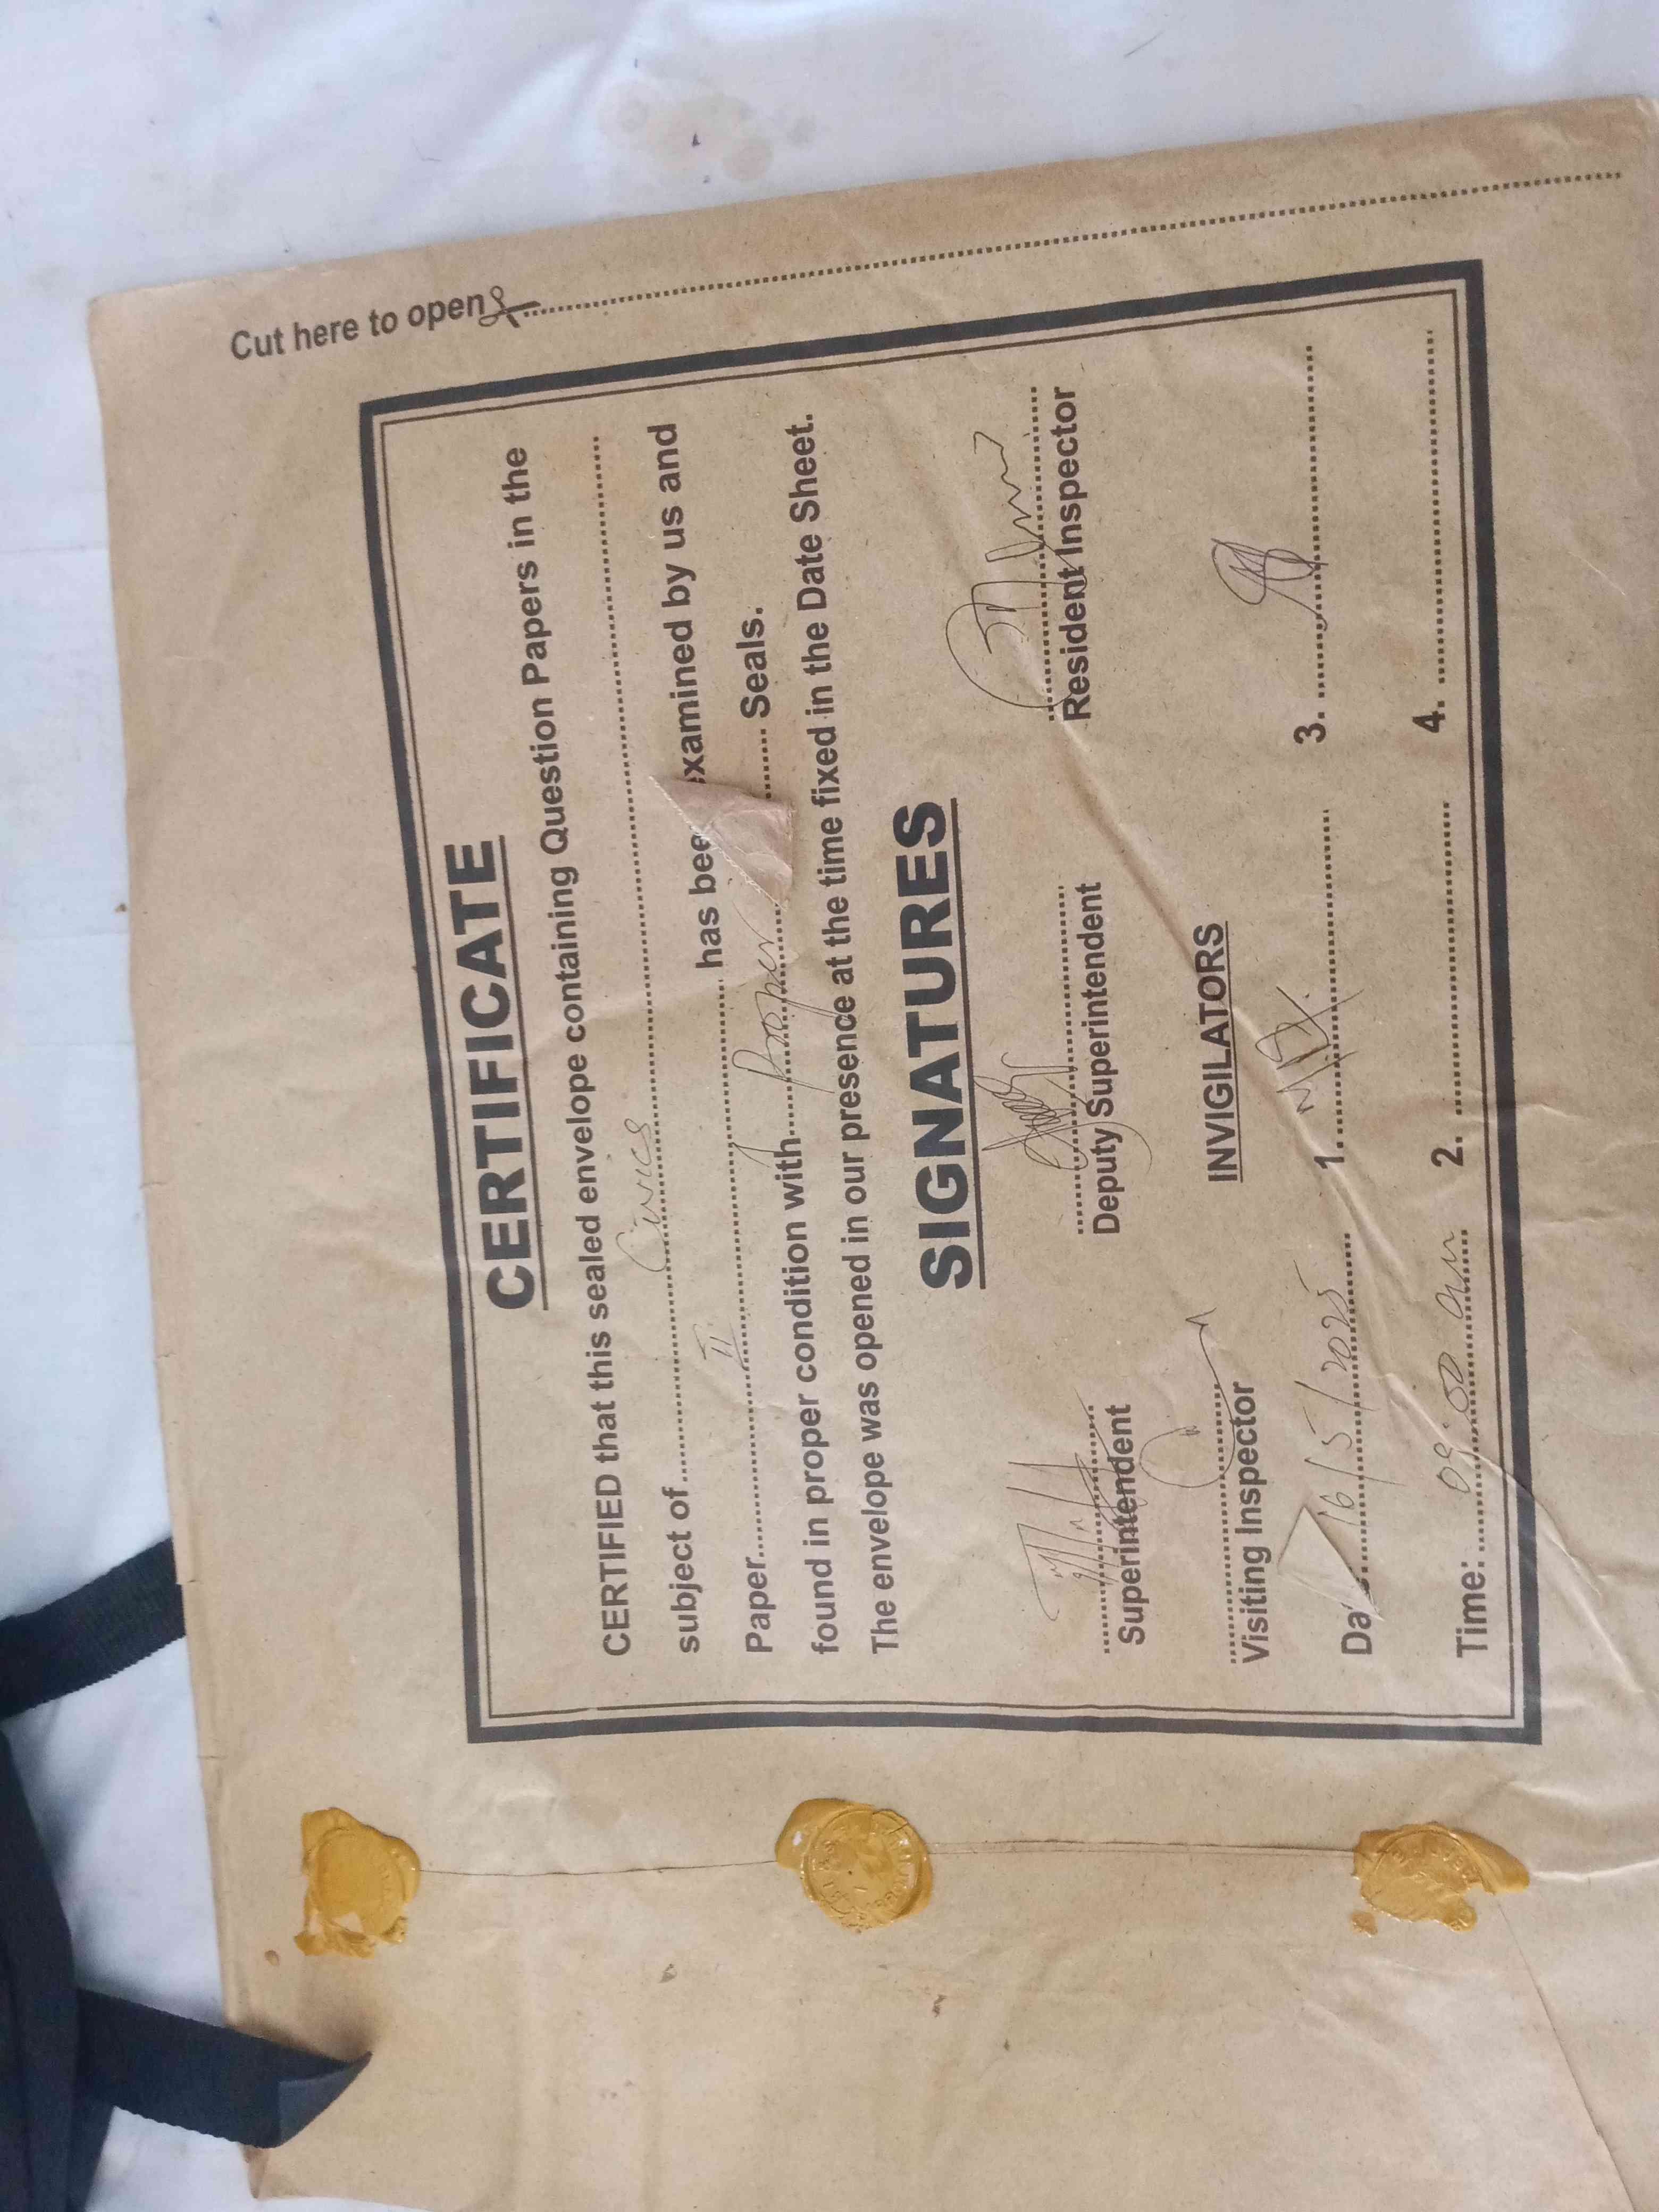 Cut here to open
CERTIFICATE
CERTIFIED that this sealed envelope containing Question Papers in the
subject of Civics
Paper II has bee xamined by us and
found in proper condition with proper Seals.
The envelope was opened in our presence at the time fixed in the Date Sheet.
SIGNATURES
Superintendent Deputy Superintendent Resident Inspector
Visiting Inspector INVIGILATORS
Da 16/5/2025 1. 3.
Time: 09:00 am 2. 4.